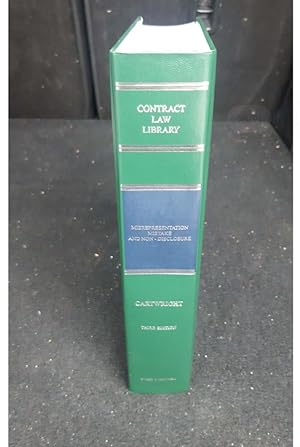 CONTRACT
LAW
LIBRARY
MISREPRESENTATION
MISTAKE
AND NON-DISCLOSURE
CARTWRIGHT
THIRD EDITION